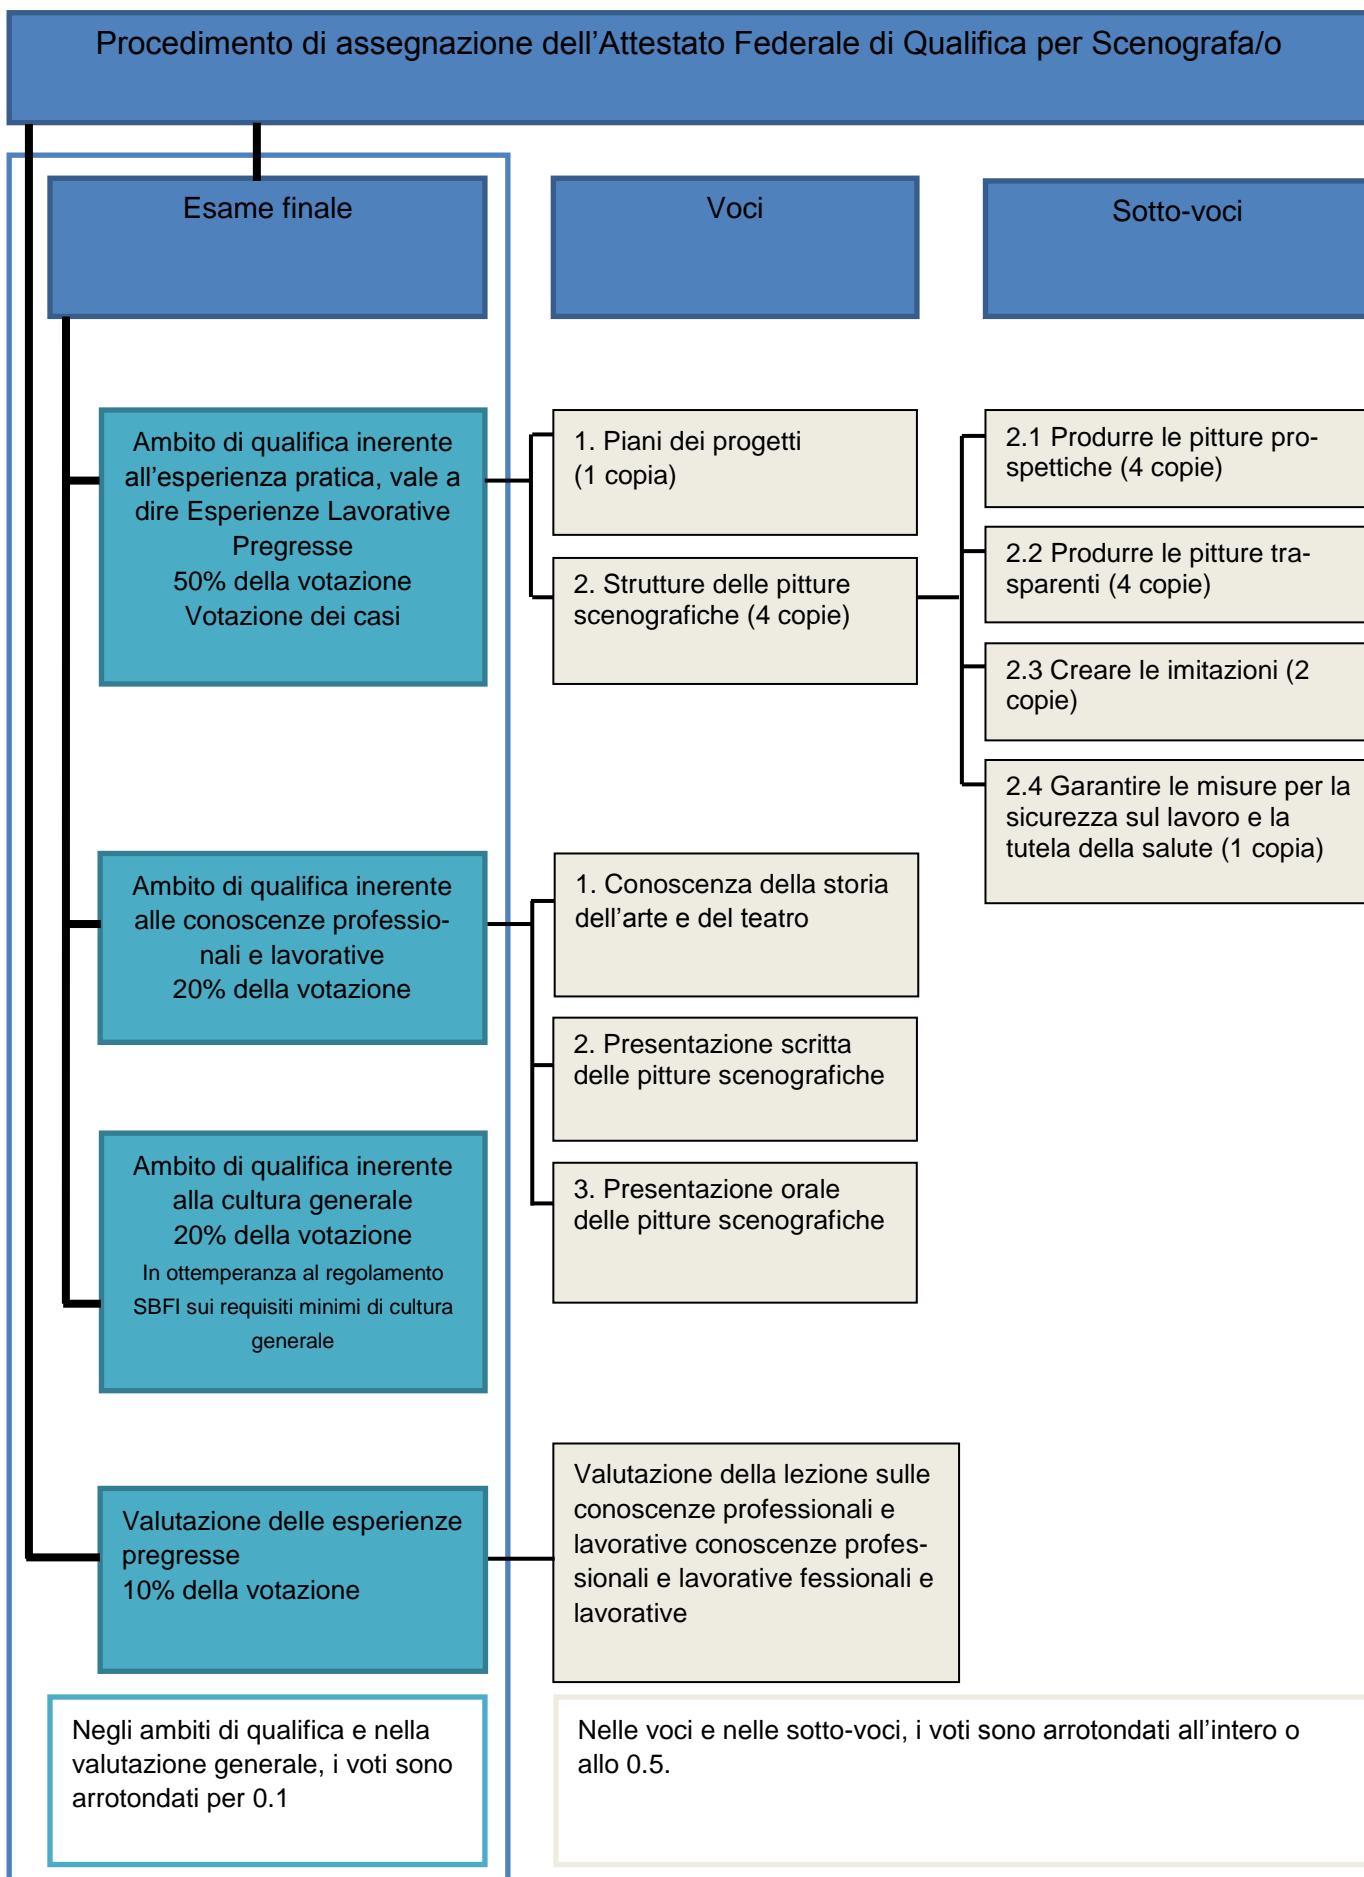 Procedimento di assegnazione dell’Attestato Federale di Qualifica per Scenografa/o
Esame finale
Voci
Sotto-voci
Ambito di qualifica inerente
all’esperienza pratica, vale a
dire Esperienze Lavorative
Pregresse
50% della votazione
Votazione dei casi
1. Piani dei progetti
(1 copia)
2. Strutture delle pitture
scenografiche (4 copie)
2.1 Produrre le pitture pro-
spettiche (4 copie)
2.2 Produrre le pitture tra-
sparenti (4 copie)
2.3 Creare le imitazioni (2
copie)
2.4 Garantire le misure per la
sicurezza sul lavoro e la
tutela della salute (1 copia)
Ambito di qualifica inerente
alle conoscenze professio-
nali e lavorative
20% della votazione
1. Conoscenza della storia
dell’arte e del teatro
2. Presentazione scritta
delle pitture scenografiche
3. Presentazione orale
delle pitture scenografiche
Ambito di qualifica inerente
alla cultura generale
20% della votazione
In ottemperanza al regolamento
SBFI sui requisiti minimi di cultura
generale
Valutazione delle esperienze
pregresse
10% della votazione
Valutazione della lezione sulle
conoscenze professionali e
lavorative conoscenze profes-
sionali e lavorative fessionali e
lavorative
Negli ambiti di qualifica e nella
valutazione generale, i voti sono
arrotondati per 0.1
Nelle voci e nelle sotto-voci, i voti sono arrotondati all’intero o
allo 0.5.